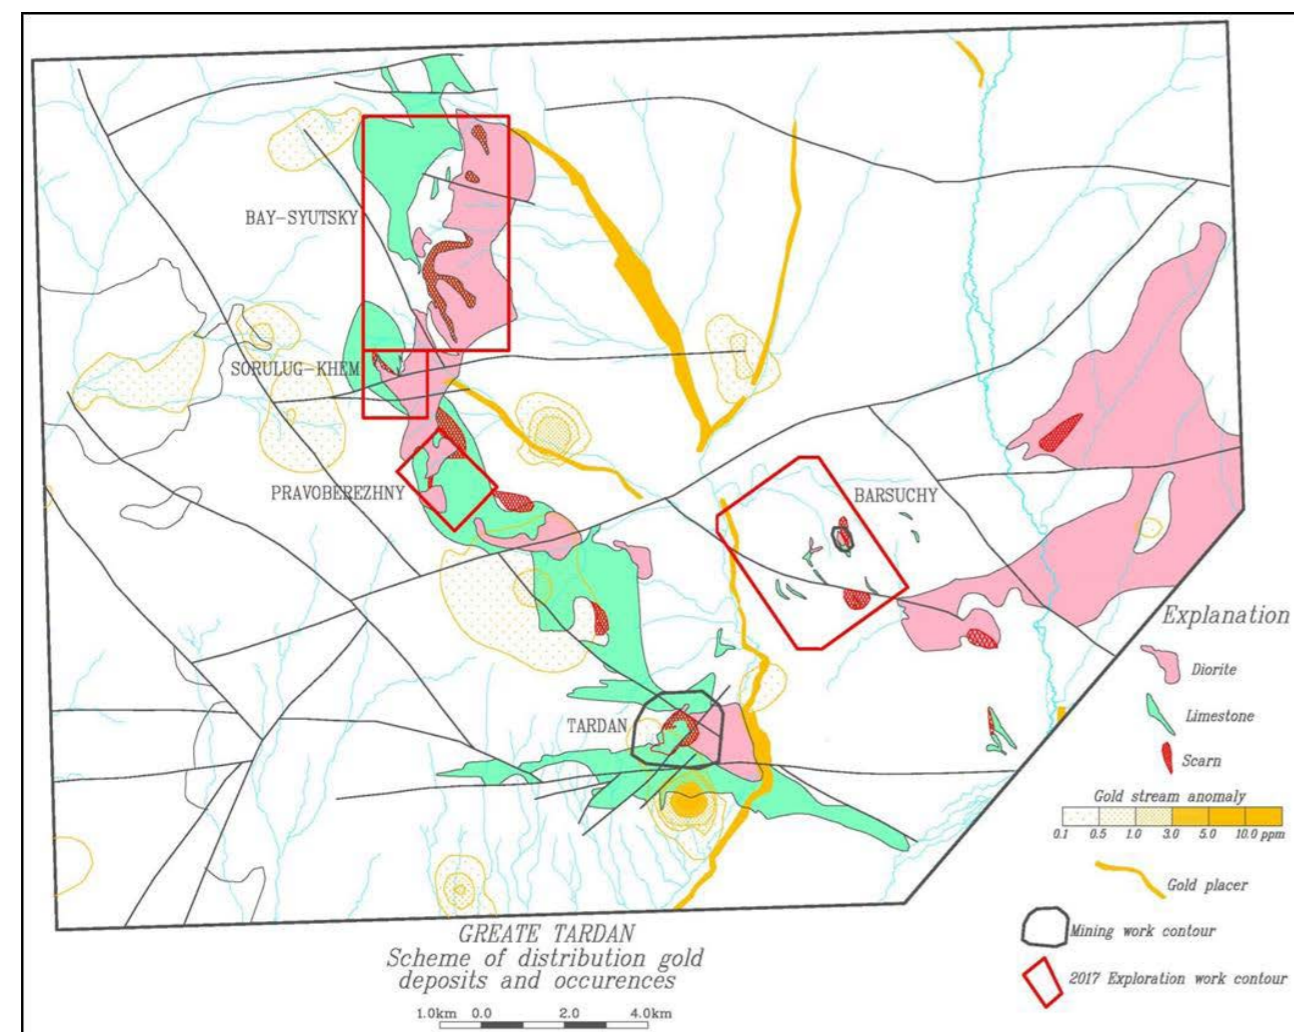 BAY-SYUTSKY
SORULUG-KHEM
PRAVOBEREZHNY
BARSUCHY
TARDAN
Explanation
Diorite
Limestone
Scarn
Gold stream anomaly
0.1 0.5 1.0 3.0 5.0 10.0 ppm
Gold placer
Mining work contour
2017 Exploration work contour
GREATE TARDAN
Scheme of distribution gold
deposits and occurences
1.0km 0.0 2.0 4.0km